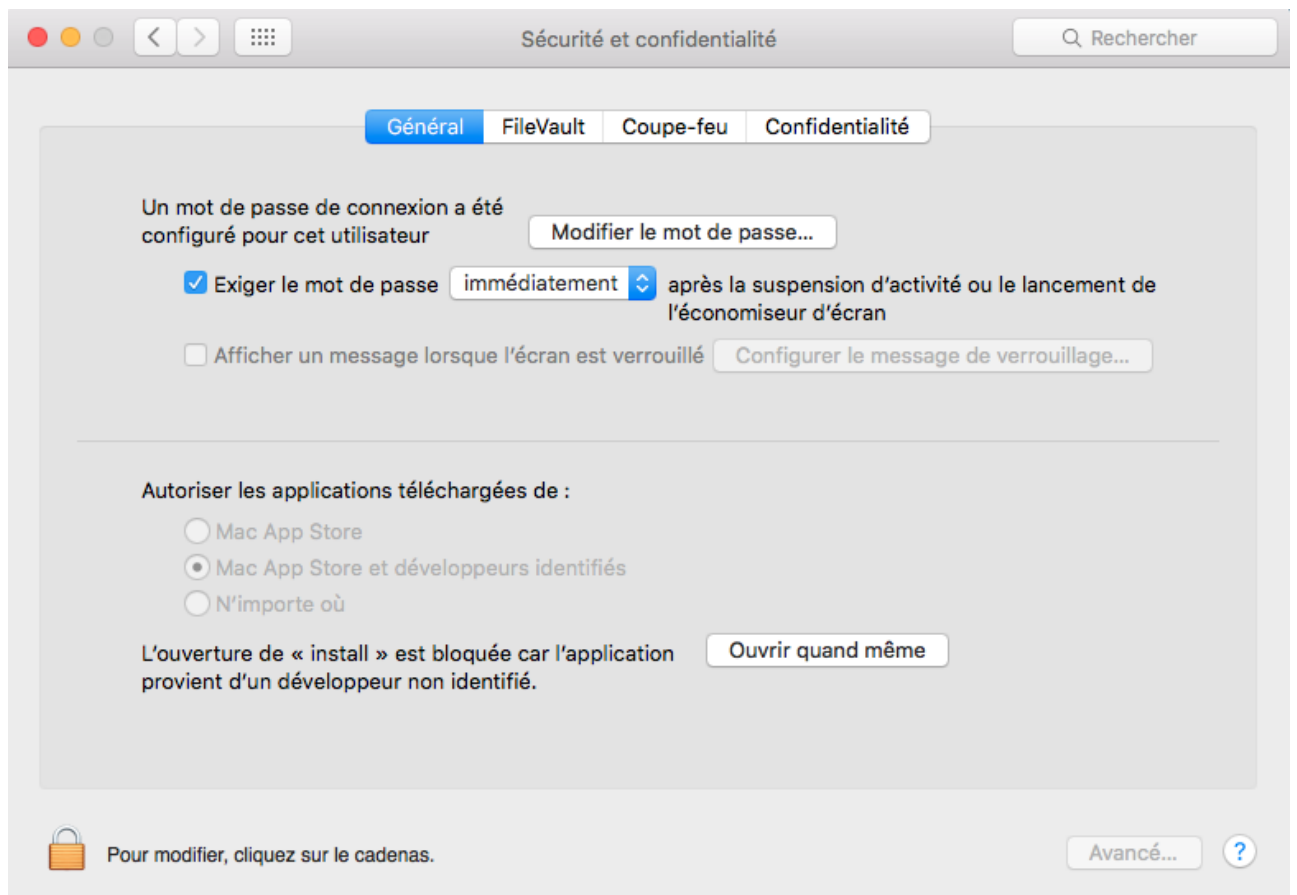 Sécurité et confidentialité
Rechercher
Général FileVault Coupe-feu Confidentialité
Un mot de passe de connexion a été
configuré pour cet utilisateur
Modifier le mot de passe...
Exiger le mot de passe immédiatement après la suspension d'activité ou le lancement de
l'économiseur d'écran
Afficher un message lorsque l'écran est verrouillé Configurer le message de verrouillage...
Autoriser les applications téléchargées de :
Mac App Store
Mac App Store et développeurs identifiés
N'importe où
L'ouverture de « install » est bloquée car l'application
provient d'un développeur non identifié.
Ouvrir quand même
Pour modifier, cliquez sur le cadenas.
Avancé... ?